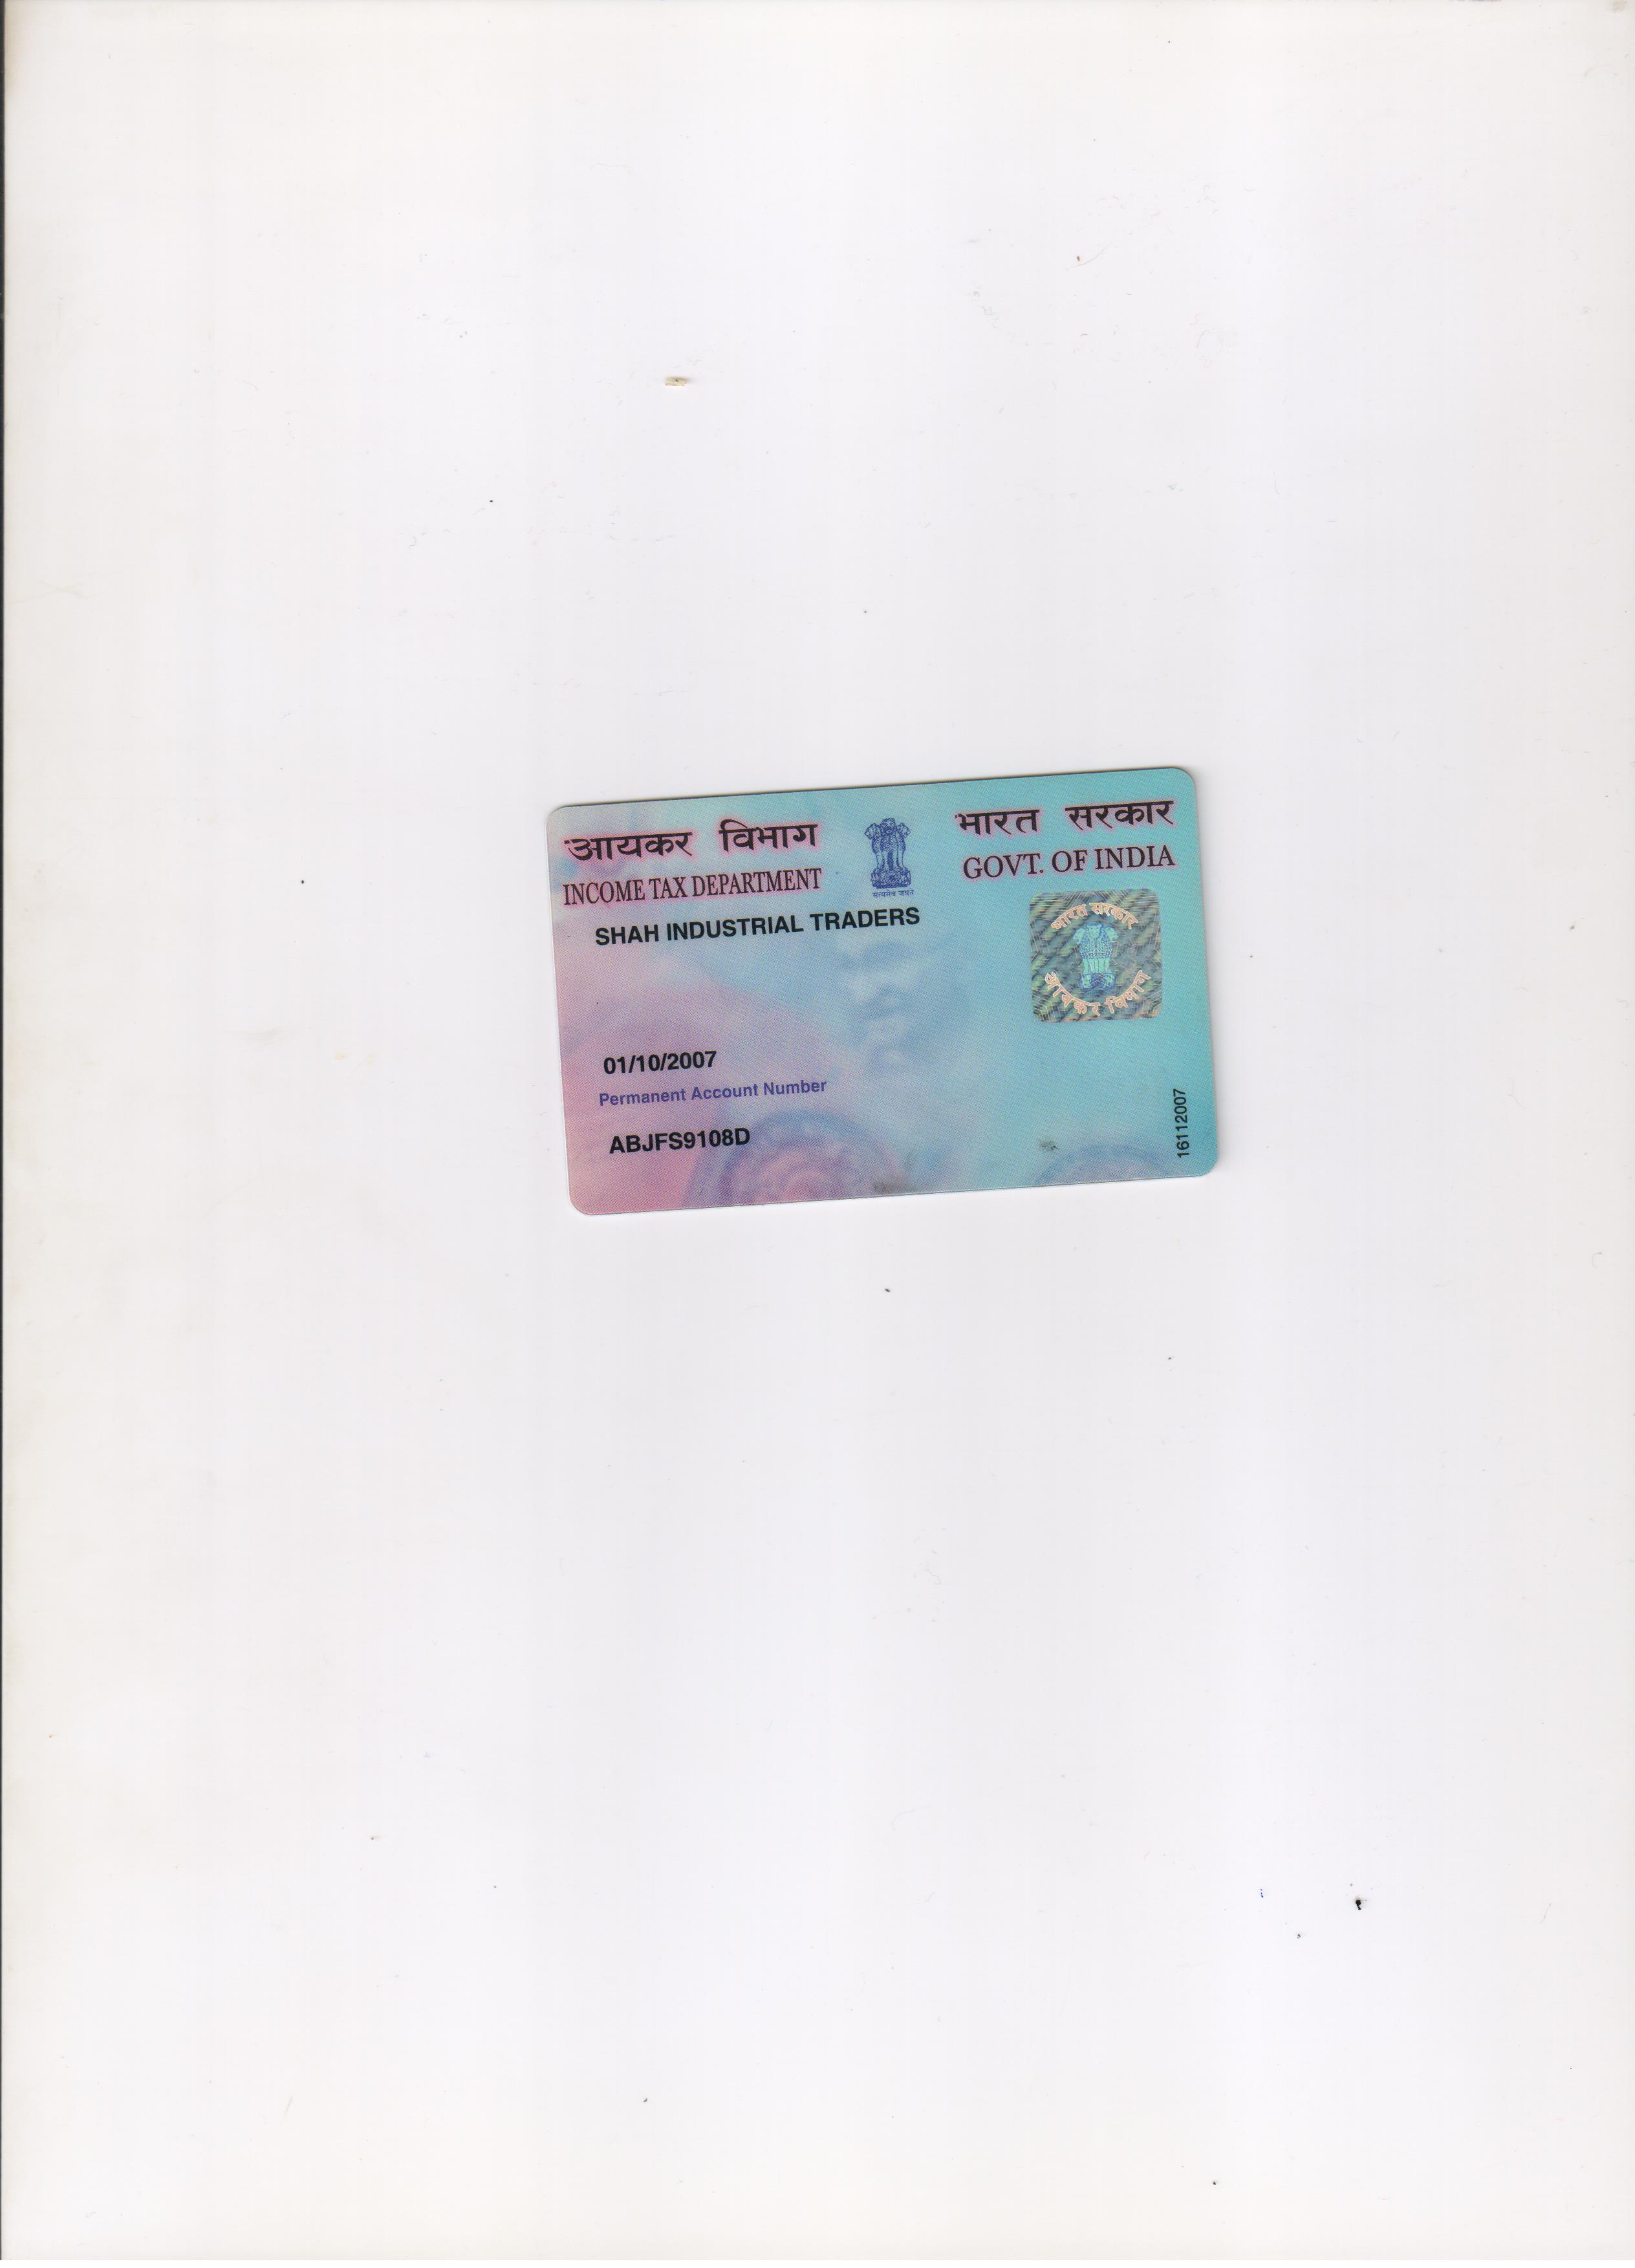 आयकर विभाग
INCOME TAX DEPARTMENT
सत्यमेव जयते
भारत सरकार
GOVT. OF INDIA
SHAH INDUSTRIAL TRADERS
भारत सरकार
आयकर विभाग
01/10/2007
Permanent Account Number
ABJFS9108D
16112007